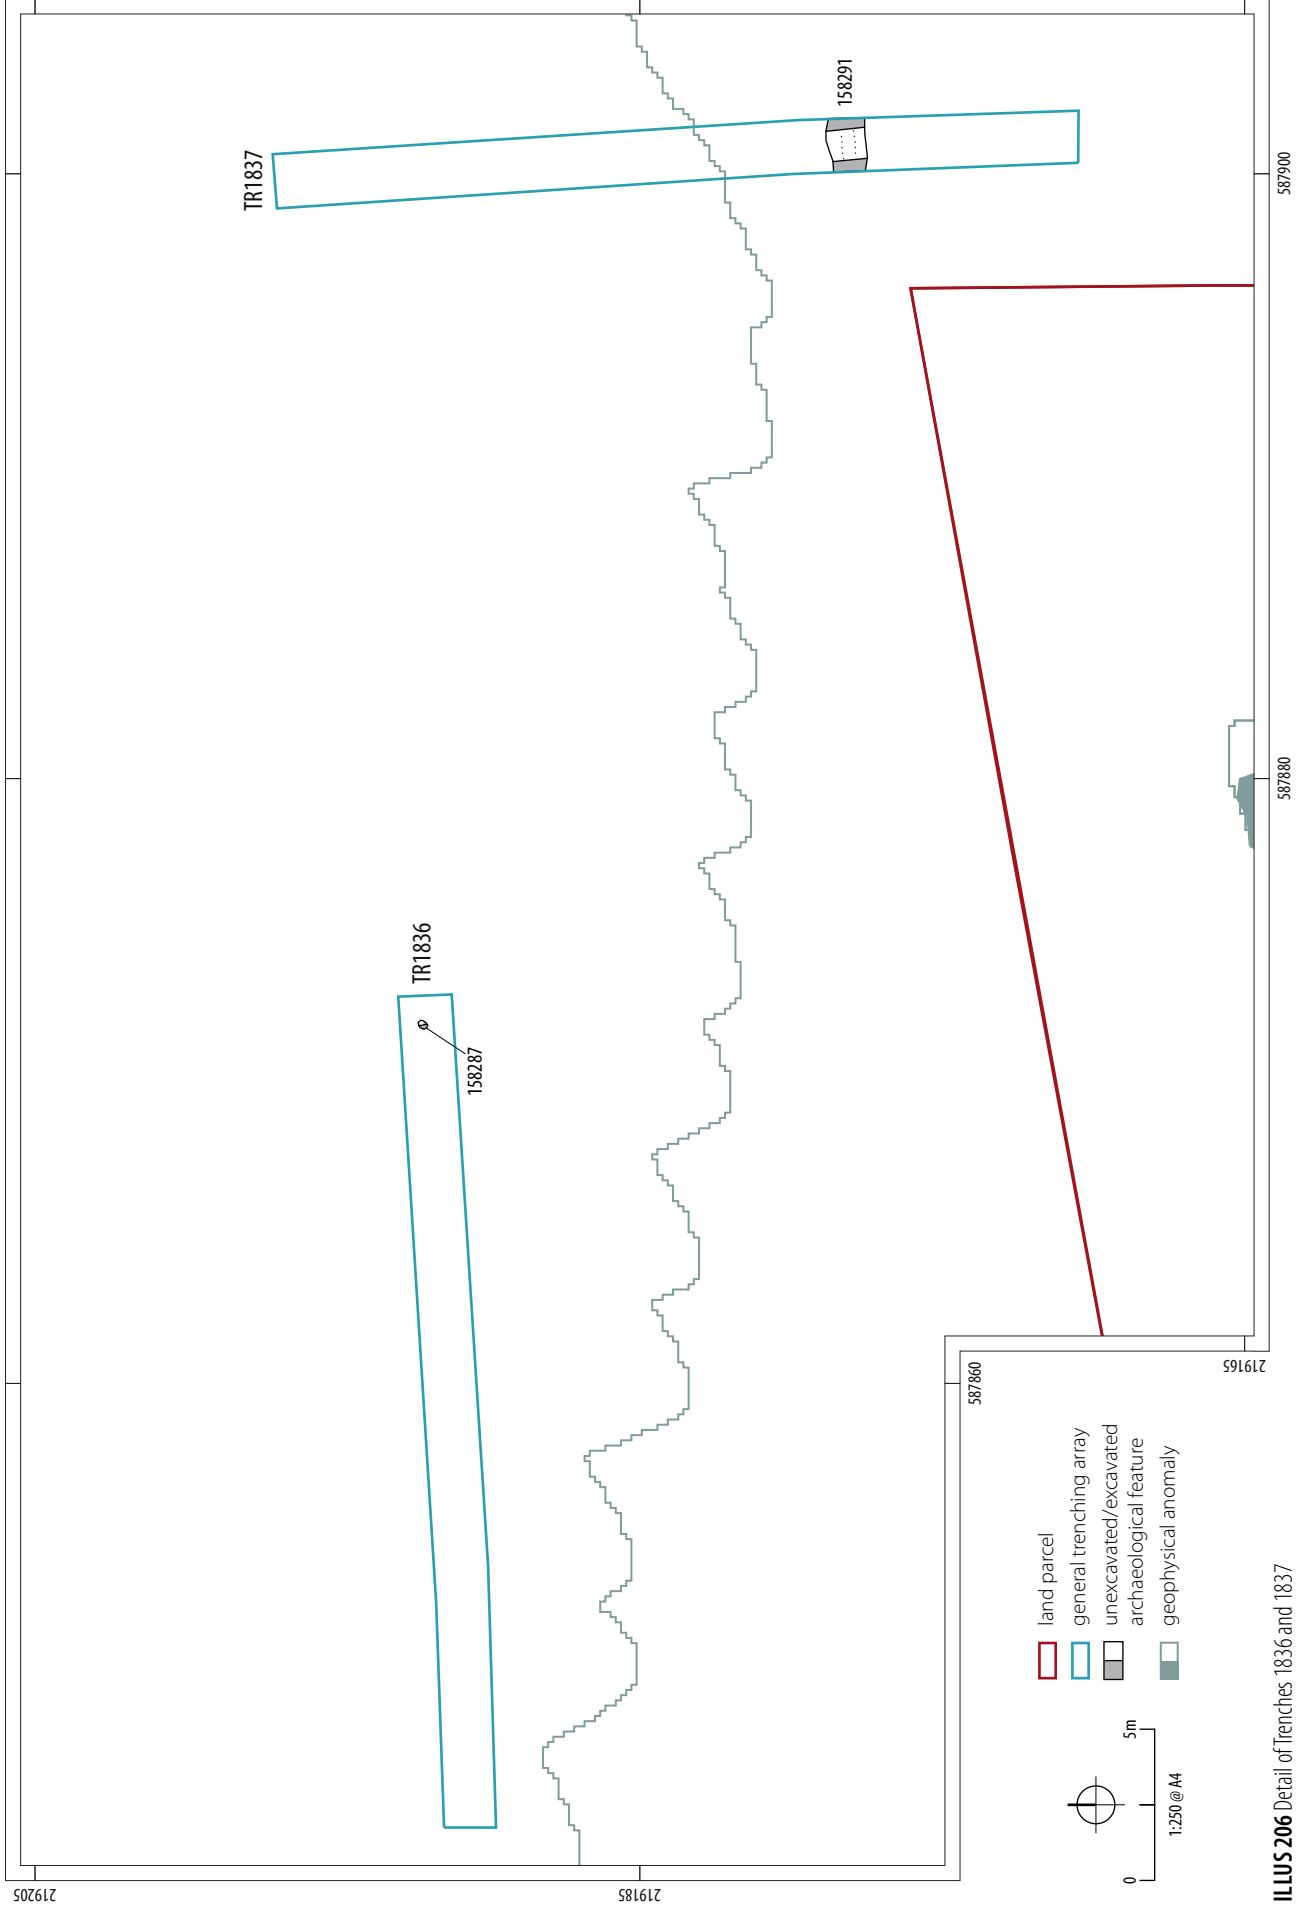 TR1837
158291
TR1836
158287
219205
219185
219165
587860
587880
587900
land parcel
general trenching array
unexcavated/excavated
archaeological feature
geophysical anomaly
0
5m
1:250 @ A4
ILLUS 206 Detail of Trenches 1836 and 1837